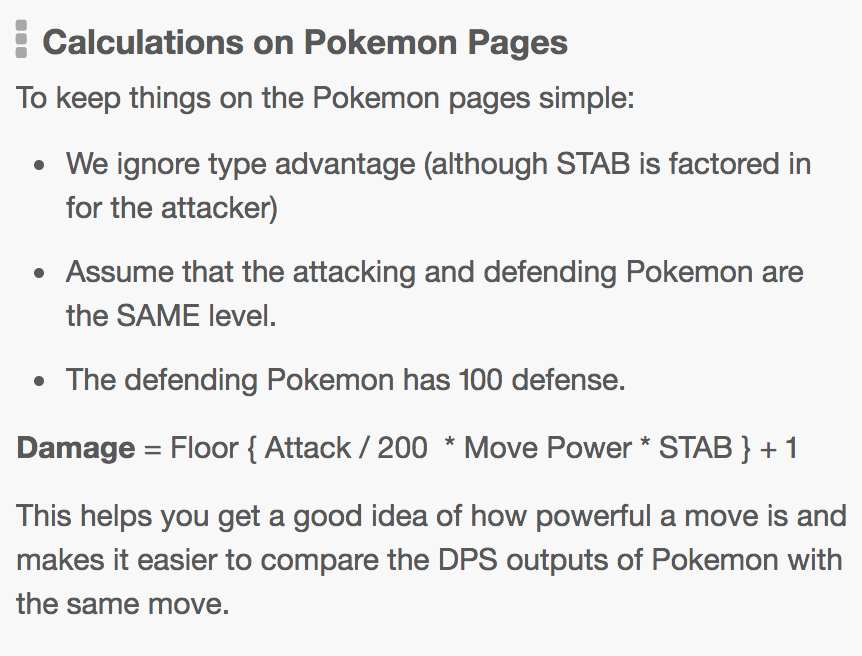 Calculations on Pokemon Pages
To keep things on the Pokemon pages simple:
• We ignore type advantage (although STAB is factored in
for the attacker)
• Assume that the attacking and defending Pokemon are
the SAME level.
• The defending Pokemon has 100 defense.
Damage = Floor { Attack / 200 * Move Power * STAB } + 1
This helps you get a good idea of how powerful a move is and
makes it easier to compare the DPS outputs of Pokemon with
the same move.